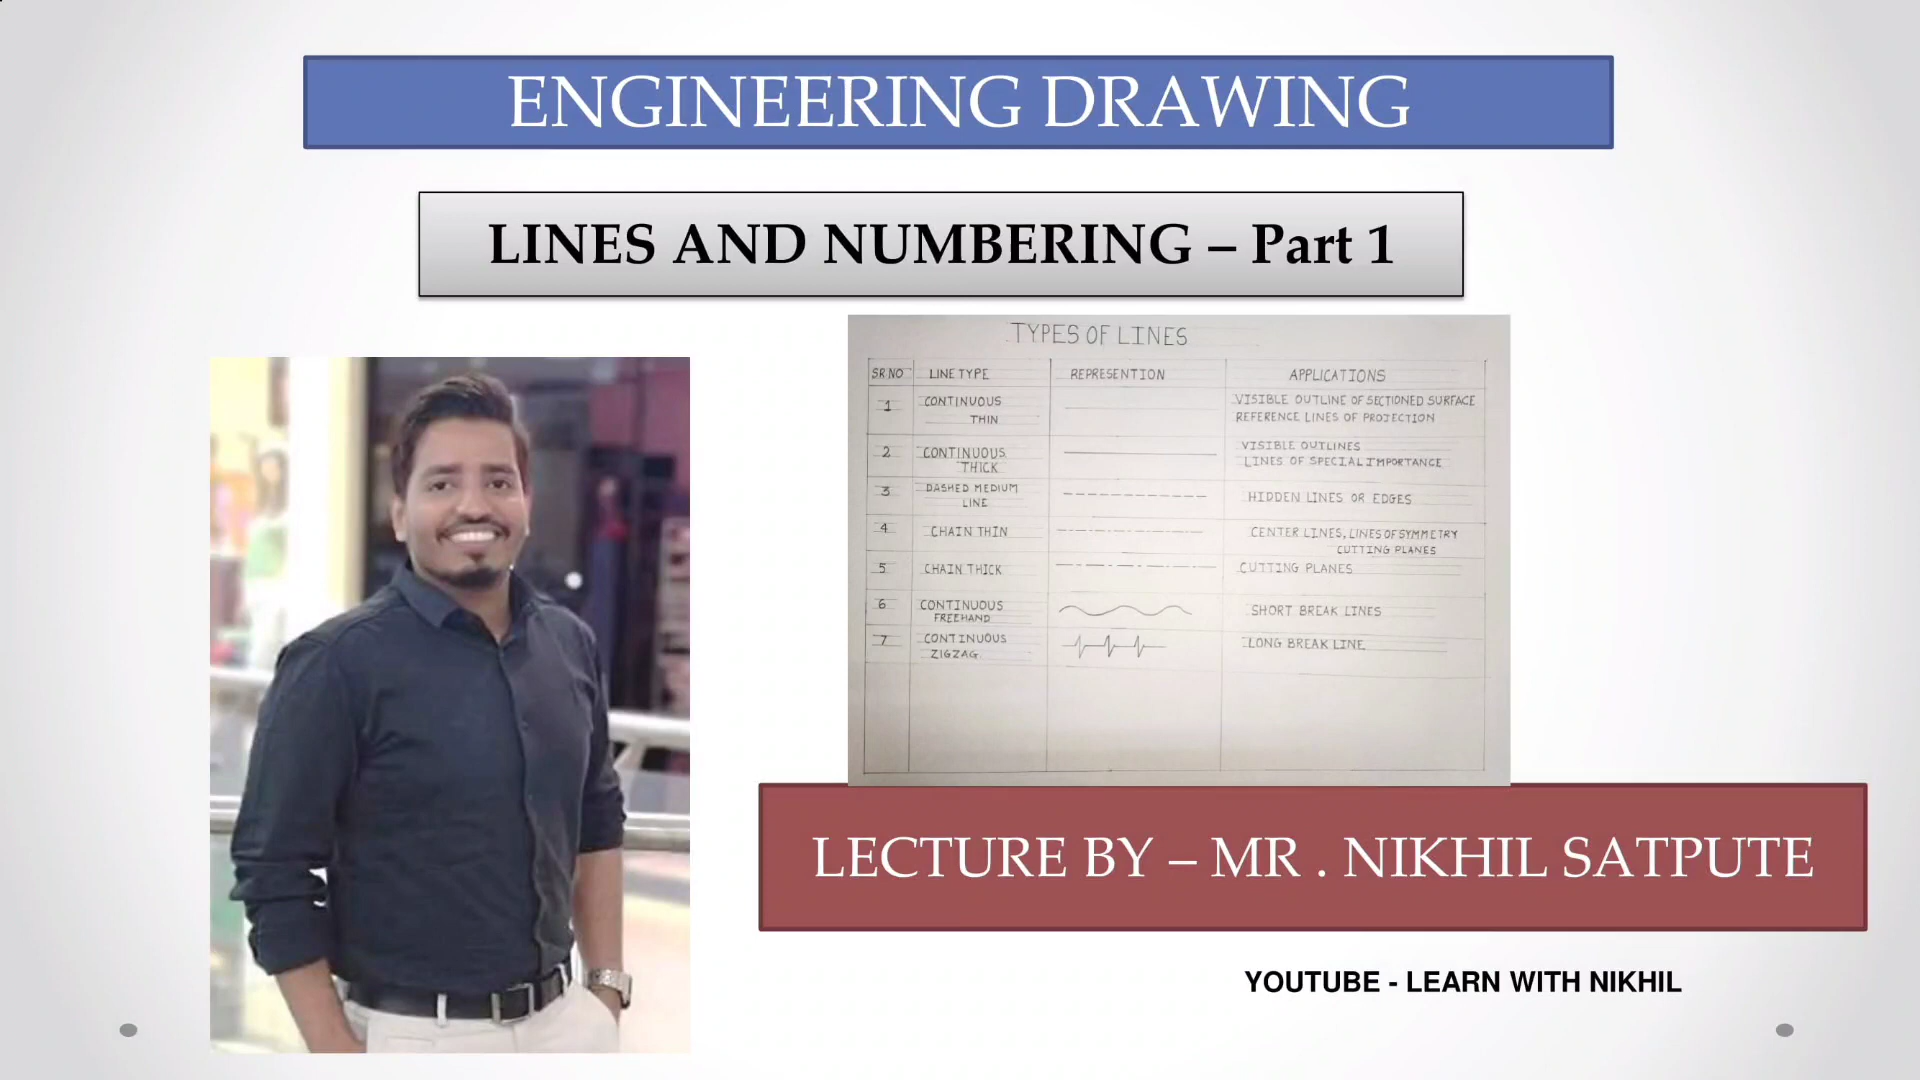 ENGINEERING DRAWING
LINES AND NUMBERING – Part 1
TYPES OF LINES
SR NO LINE TYPE REPRESENTION APPLICATIONS
1 CONTINUOUS THIN VISIBLE OUTLINE OF SECTIONED SURFACE
REFERENCE LINES OF PROJECTION
2 CONTINUOUS THICK VISIBLE OUTLINES
LINES OF SPECIAL IMPORTANCE
3 DASHED MEDIUM LINE HIDDEN LINES OR EDGES
4 CHAIN THIN CENTER LINES, LINES OF SYMMETRY
CUTTING PLANES
5 CHAIN THICK CUTTING PLANES
6 CONTINUOUS FREEHAND SHORT BREAK LINES
7 CONTINUOUS ZIGZAG. LONG BREAK LINE
LECTURE BY – MR . NIKHIL SATPUTE
YOUTUBE - LEARN WITH NIKHIL